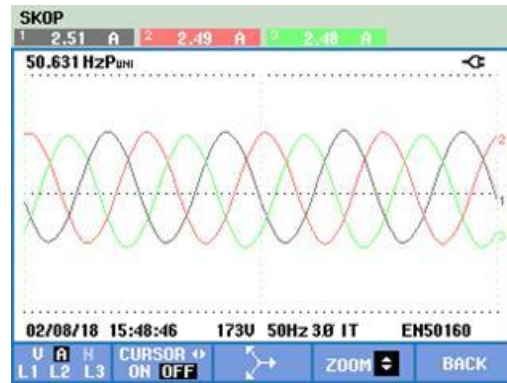 SKOP
1 2.51 A 2 2.49 A 3 2.48 A
50.631 HzPUNI
2
1
3
02/08/18 15:48:46 173V 50Hz 3Ø IT EN50160
U A H CURSOR ON OFF ZOOM BACK
L1 L2 L3